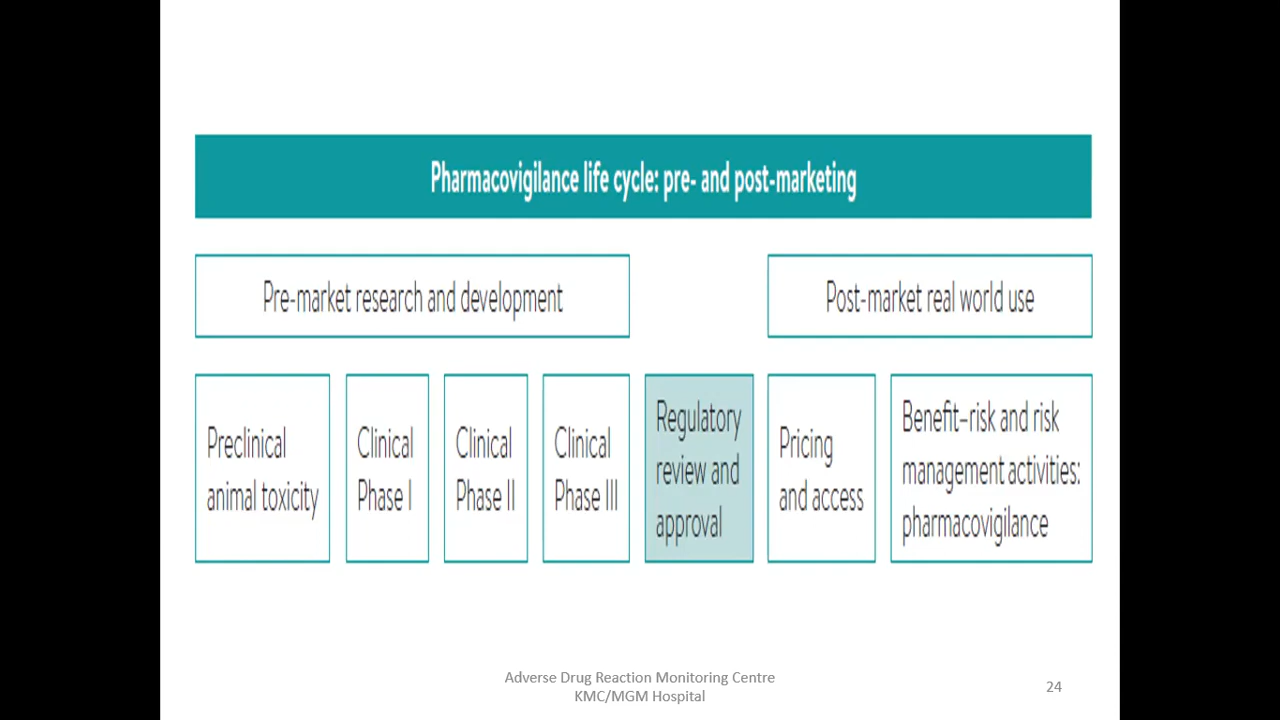 Pharmacovigilance life cycle: pre- and post-marketing
Pre-market research and development
Post-market real world use
Preclinical
animal toxicity
Clinical
Phase I
Clinical
Phase II
Clinical
Phase III
Regulatory
review and
approval
Pricing
and access
Benefit–risk and risk
management activities:
pharmacovigilance
Adverse Drug Reaction Monitoring Centre
KMC/MGM Hospital
24